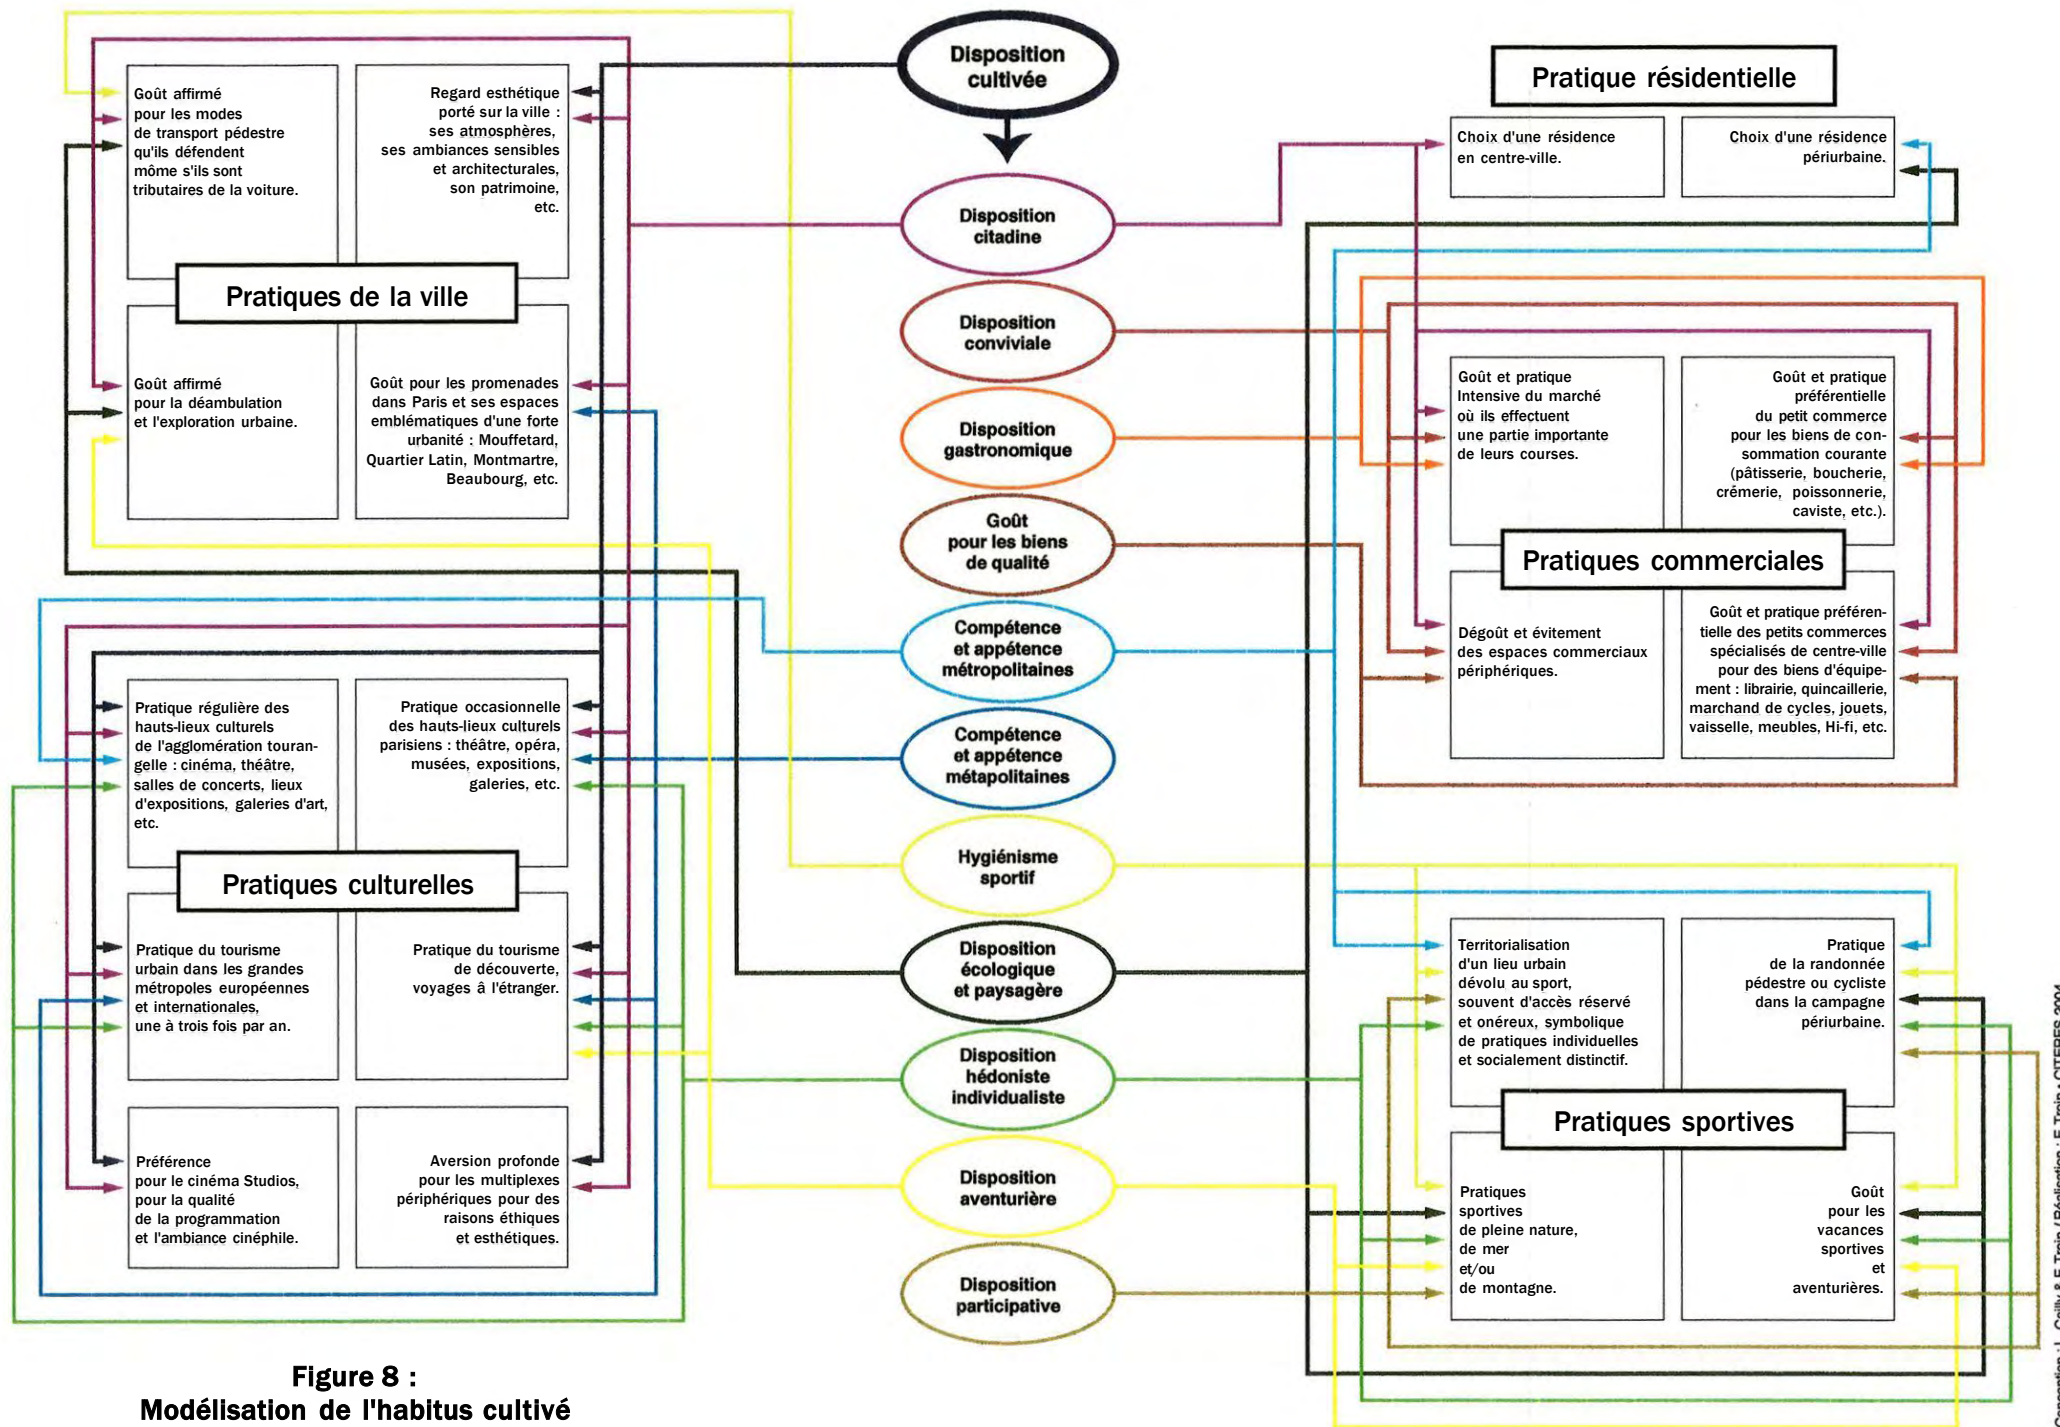 Disposition
cultivée
Disposition
citadine
Disposition
conviviale
Disposition
gastronomique
Goût
pour les biens
de qualité
Compétence
et appétence
métropolitaines
Compétence
et appétence
métapolitaines
Hygiénisme
sportif
Disposition
écologique
et paysagère
Disposition
hédoniste
individualiste
Disposition
aventurière
Disposition
participative
Goût affirmé
pour les modes
de transport pédestre
qu'ils défendent
môme s'ils sont
tributaires de la voiture.
Regard esthétique
porté sur la ville :
ses atmosphères,
ses ambiances sensibles
et architecturales,
son patrimoine,
etc.
Pratiques de la ville
Goût affirmé
pour la déambulation
et l'exploration urbaine.
Goût pour les promenades
dans Paris et ses espaces
emblématiques d'une forte
urbanité : Mouffetard,
Quartier Latin, Montmartre,
Beaubourg, etc.
Pratique régulière des
hauts-lieux culturels
de l'agglomération touran-
gelle : cinéma, théâtre,
salles de concerts, lieux
d'expositions, galeries d'art,
etc.
Pratique occasionnelle
des hauts-lieux culturels
parisiens : théâtre, opéra,
musées, expositions,
galeries, etc.
Pratiques culturelles
Pratique du tourisme
urbain dans les grandes
métropoles européennes
et internationales,
une à trois fois par an.
Pratique du tourisme
de découverte,
voyages â l'étranger.
Préférence
pour le cinéma Studios,
pour la qualité
de la programmation
et l'ambiance cinéphile.
Aversion profonde
pour les multiplexes
périphériques pour des
raisons éthiques
et esthétiques.
Pratique résidentielle
Choix d'une résidence
en centre-ville.
Choix d'une résidence
périurbaine.
Goût et pratique
Intensive du marché
où ils effectuent
une partie importante
de leurs courses.
Goût et pratique
préférentielle
du petit commerce
pour les biens de con-
sommation courante
(pâtisserie, boucherie,
crémerie, poissonnerie,
caviste, etc.).
Pratiques commerciales
Dégoût et évitement
des espaces commerciaux
périphériques.
Goût et pratique préféren-
tielle des petits commerces
spécialisés de centre-ville
pour des biens d'équipe-
ment : librairie, quincaillerie,
marchand de cycles, jouets,
vaisselle, meubles, Hi-fi, etc.
Territorialisation
d'un lieu urbain
dévolu au sport,
souvent d'accès réservé
et onéreux, symbolique
de pratiques individuelles
et socialement distinctif.
Pratique
de la randonnée
pédestre ou cycliste
dans la campagne
périurbaine.
Pratiques sportives
Pratiques
sportives
de pleine nature,
de mer
et/ou
de montagne.
Goût
pour les
vacances
sportives
et
aventurières.
Figure 8 :
Modélisation de l'habitus cultivé